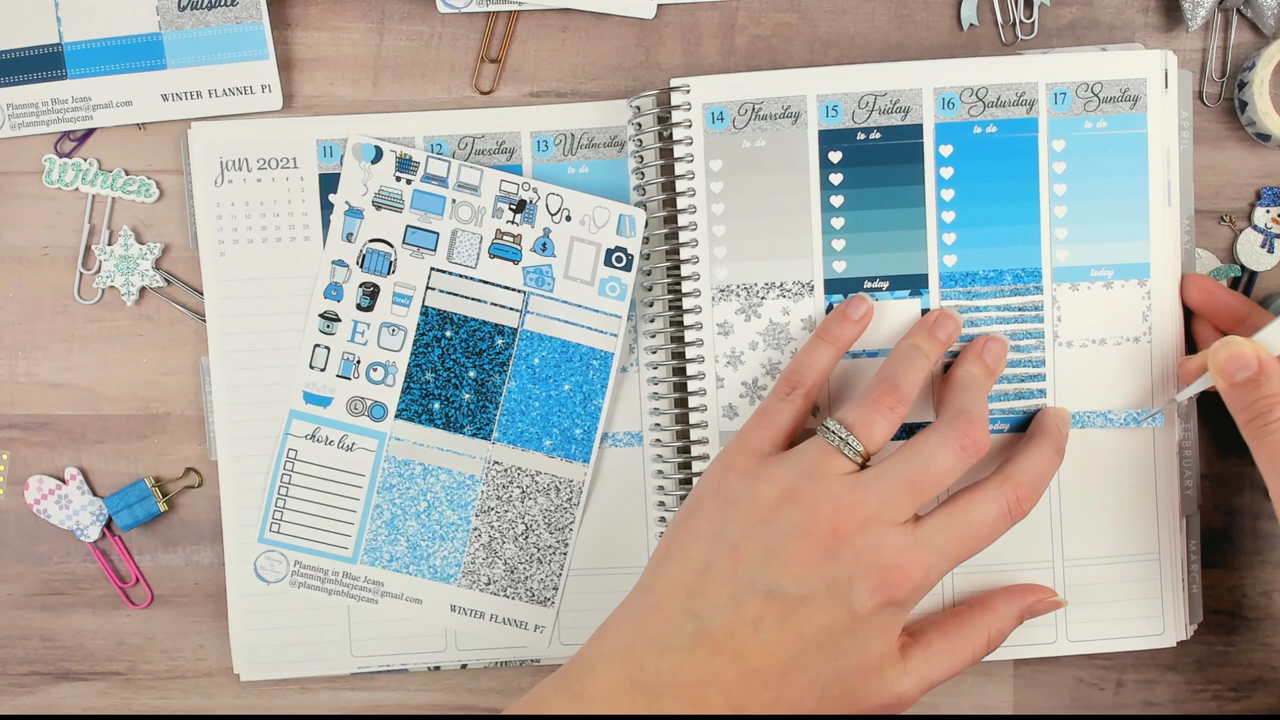 Outside
Planning in Blue Jeans
planninginbluejeans@gmail.com
@planninginbluejeans
WINTER FLANNEL P1
Winter
jan 2021
M T W T F S S
11
12 Tuesday
13 Wednesday
to do
14 Thursday
to do
15 Friday
to do
today
16 Saturday
to do
today
17 Sunday
to do
today
E
chore list
Planning in Blue Jeans
planninginbluejeans@gmail.com
@planninginbluejeans
WINTER FLANNEL P7
APRIL
MAY
FEBRUARY
MARCH